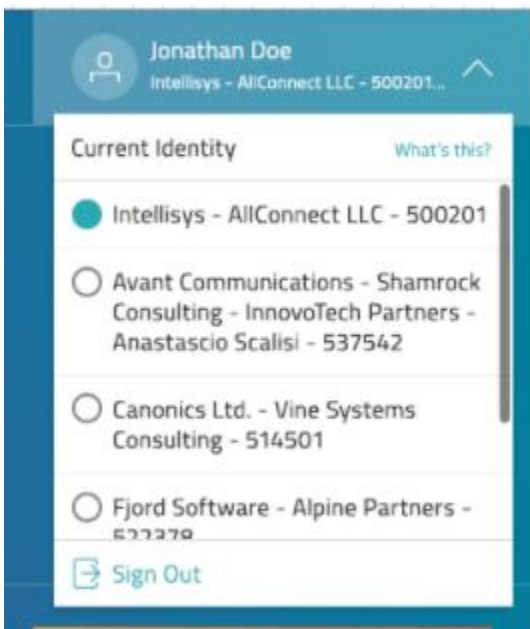 Jonathan Doe
Intellisys - AllConnect LLC - 500201...
Current Identity What's this?
Intellisys - AllConnect LLC - 500201
Avant Communications - Shamrock
Consulting - InnovoTech Partners -
Anastascio Scalisi - 537542
Canonics Ltd. - Vine Systems
Consulting - 514501
Fjord Software - Alpine Partners -
522378
Sign Out